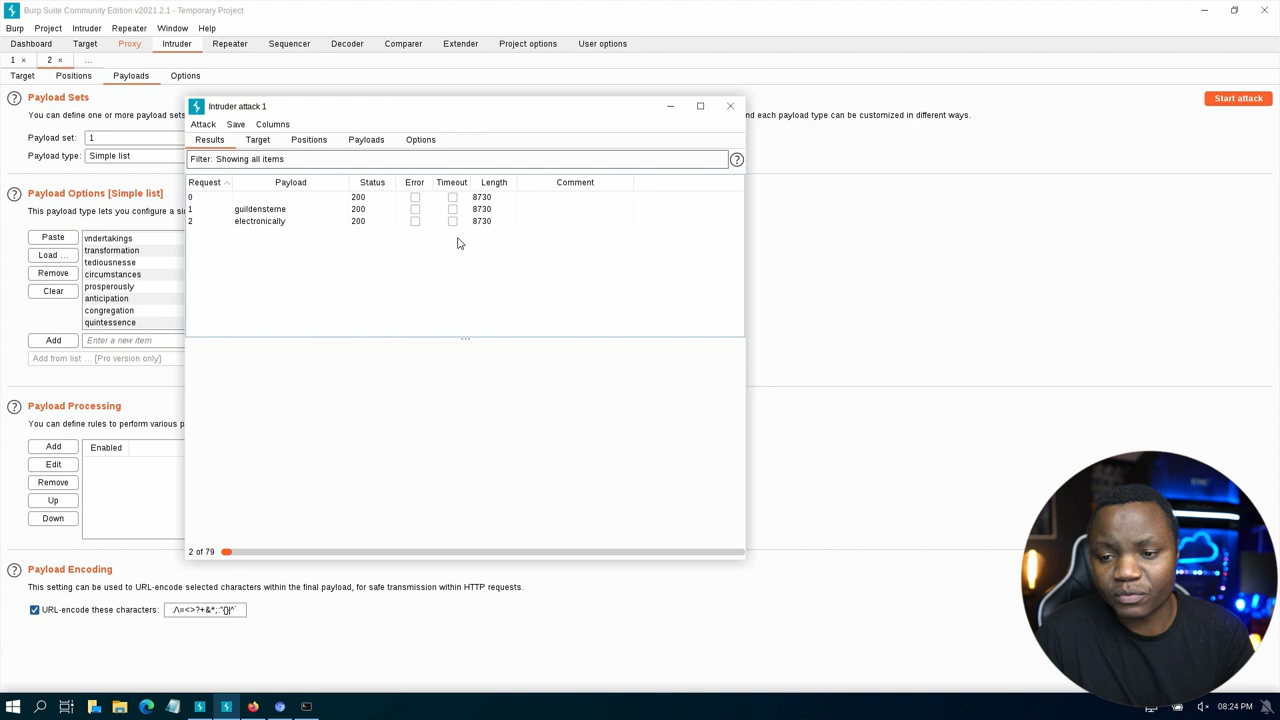 Burp Suite Community Edition v2021.2.1 - Temporary Project
Burp Project Intruder Repeater Window Help
Dashboard Target Proxy Intruder Repeater Sequencer Decoder Comparer Extender Project options User options
1 × 2 × ...
Target Positions Payloads Options
? Payload Sets
Start attack
You can define one or more payload sets
nd each payload type can be customized in different ways.
Payload set: 1
Payload type: Simple list
? Payload Options [Simple list]
This payload type lets you configure a si
Paste
Load ...
Remove
Clear
vndertakings
transformation
tediousnesse
circumstances
prosperously
anticipation
congregation
quintessence
Add Enter a new item
Add from list ... [Pro version only]
? Payload Processing
You can define rules to perform various p
Add
Edit
Remove
Up
Down
Enabled
? Payload Encoding
This setting can be used to URL-encode selected characters within the final payload, for safe transmission within HTTP requests.
URL-encode these characters: ./\=<>?+&*;:"{}|^`
Intruder attack 1
Attack Save Columns
Results Target Positions Payloads Options
Filter: Showing all items ?
Request Payload Status Error Timeout Length Comment
0 200 8730
1 guildensterne 200 8730
2 electronically 200 8730
2 of 79
08:24 PM